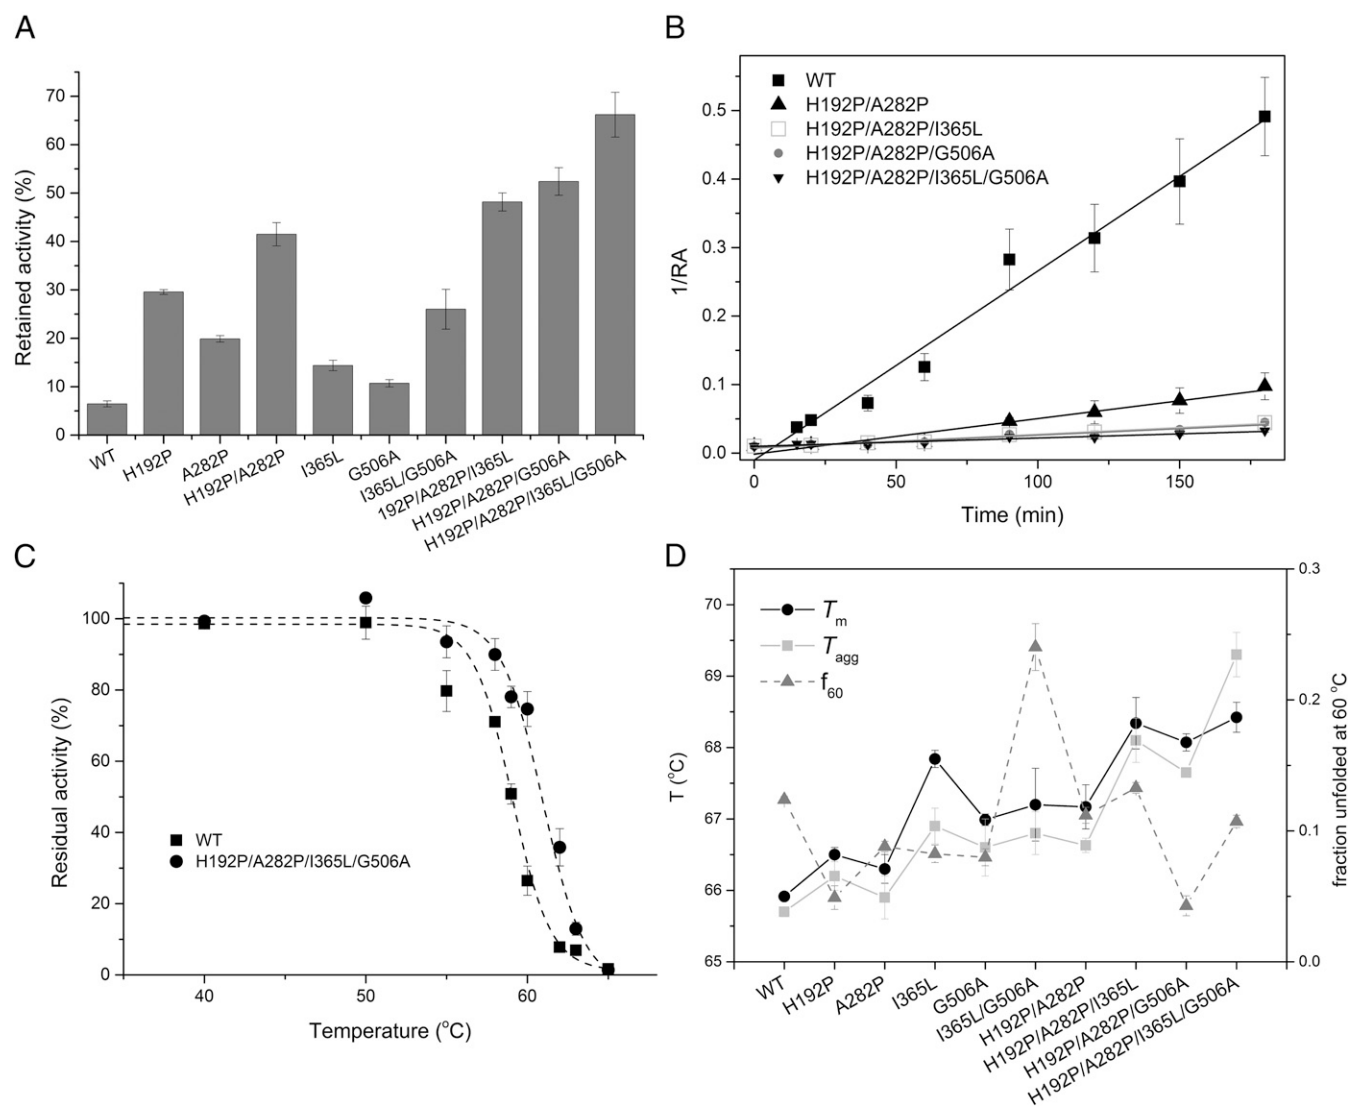 A
Retained activity (%)
70
60
50
40
30
20
10
0
WT
H192P
A282P
H192P/A282P
I365L
G506A
I365L/G506A
192P/A282P/I365L
H192P/A282P/G506A
H192P/A282P/I365L/G506A
B
1/RA
0.5
0.4
0.3
0.2
0.1
0.0
WT
H192P/A282P
H192P/A282P/I365L
H192P/A282P/G506A
H192P/A282P/I365L/G506A
0
50
100
150
Time (min)
C
Residual activity (%)
100
80
60
40
20
0
WT
H192P/A282P/I365L/G506A
40
50
60
Temperature (°C)
D
T (°C)
70
69
68
67
66
65
Tm
Tagg
f60
0.3
0.2
0.1
0.0
fraction unfolded at 60 °C
WT
H192P
A282P
I365L
G506A
I365L/G506A
H192P/A282P
H192P/A282P/I365L
H192P/A282P/G506A
H192P/A282P/I365L/G506A